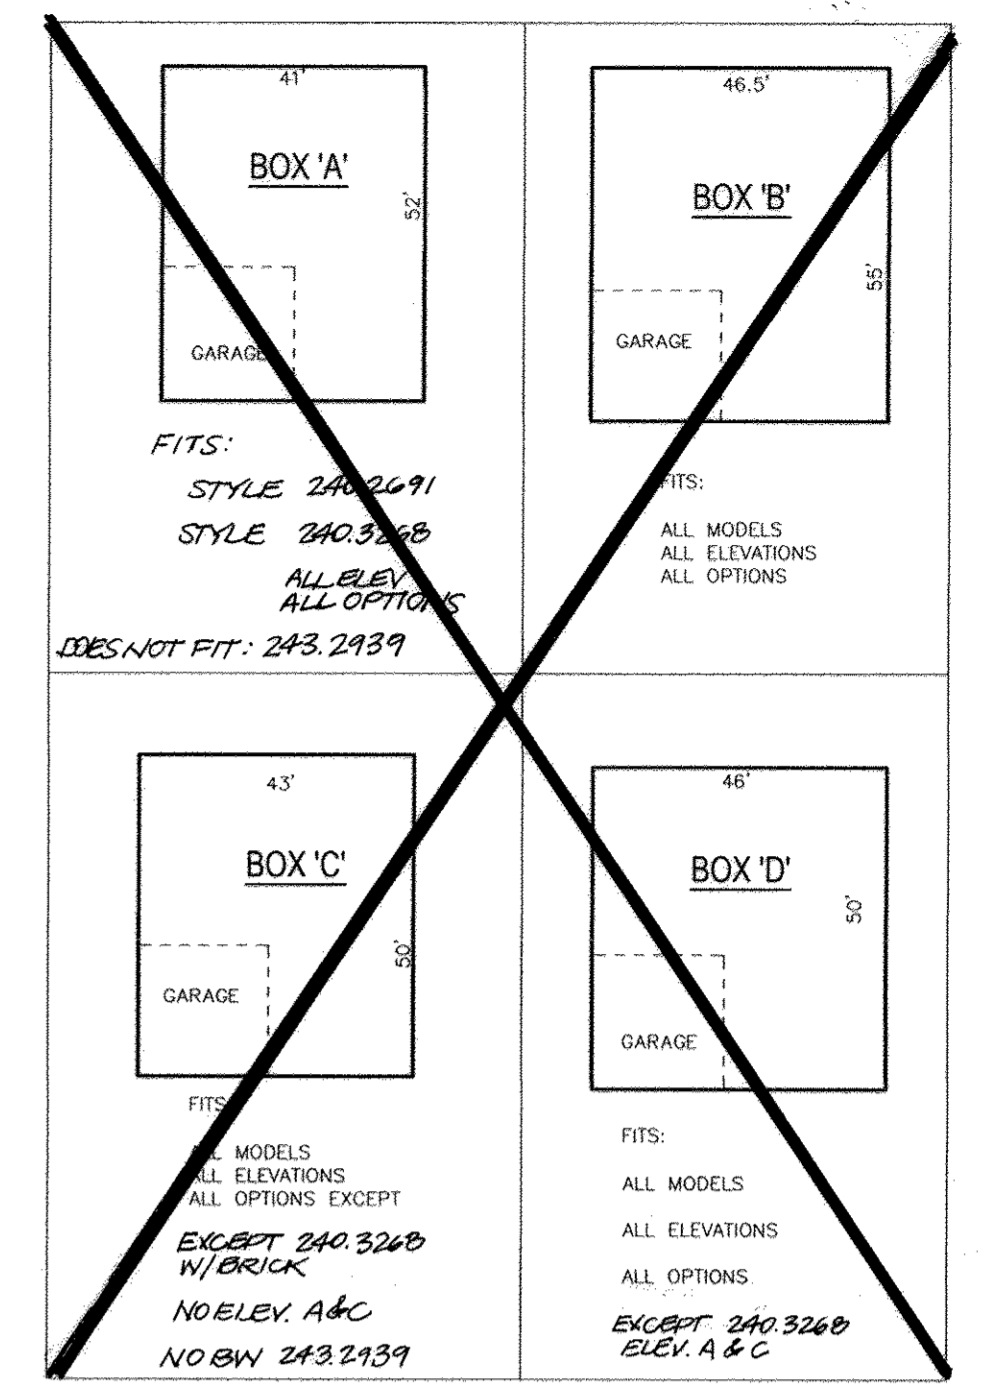 41'
BOX 'A'
52'
GARAGE
FITS:
STYLE 240.2691
STYLE 240.3268
ALL ELEV
ALL OPTIONS
DOES NOT FIT: 243.2939
46.5'
BOX 'B'
55'
GARAGE
FITS:
ALL MODELS
ALL ELEVATIONS
ALL OPTIONS
43'
BOX 'C'
50'
GARAGE
FITS:
ALL MODELS
ALL ELEVATIONS
ALL OPTIONS EXCEPT
EXCEPT 240.3268
W/BRICK
NO ELEV. A&C
NO BW 243.2939
46'
BOX 'D'
50'
GARAGE
FITS:
ALL MODELS
ALL ELEVATIONS
ALL OPTIONS
EXCEPT 240.3268
ELEV. A & C